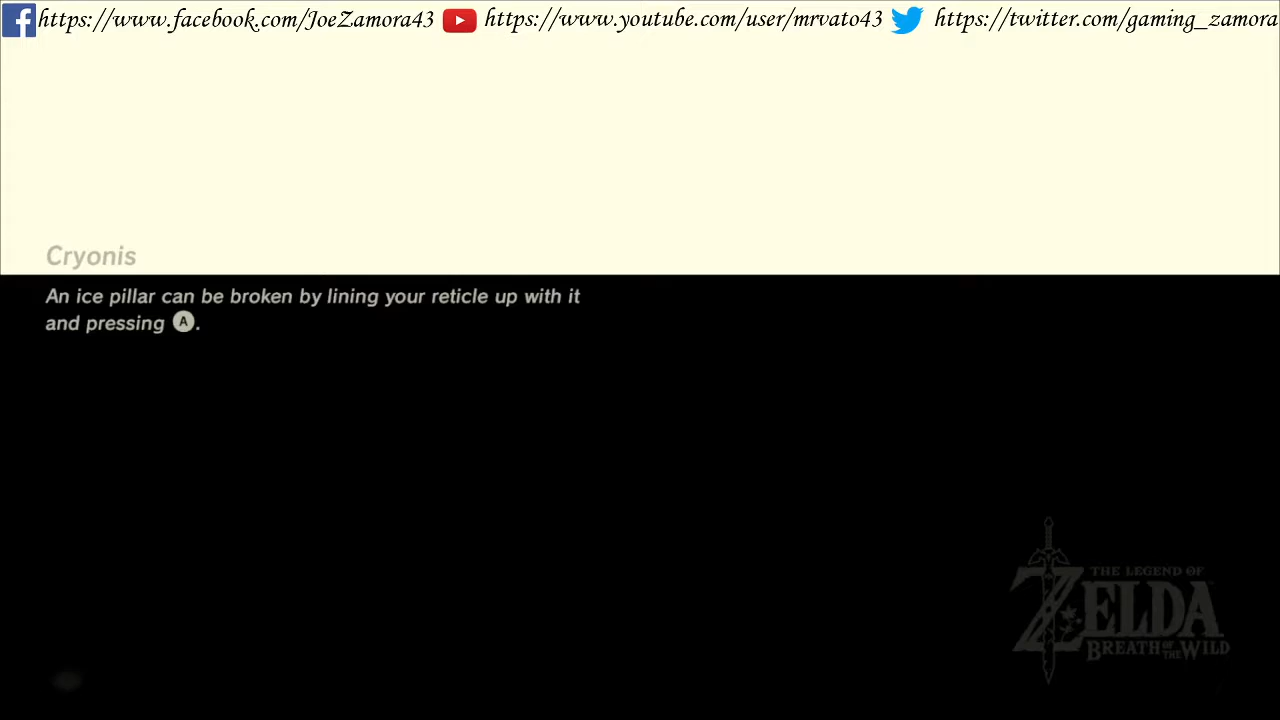 https://www.facebook.com/JoeZamora43 https://www.youtube.com/user/mrvato43 https://twitter.com/gaming_zamora
Cryonis
An ice pillar can be broken by lining your reticle up with it
and pressing A.
THE LEGEND OF
ZELDA
BREATH OF THE WILD